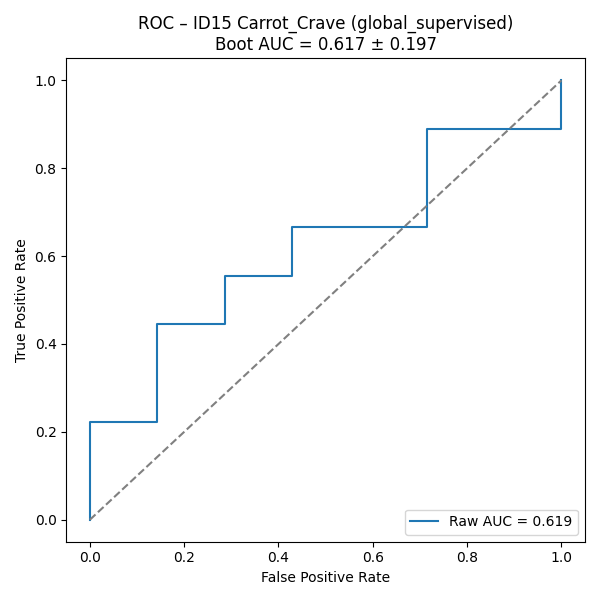 ROC – ID15 Carrot_Crave (global_supervised)
Boot AUC = 0.617 ± 0.197
1.0
0.8
0.6
0.4
0.2
0.0
True Positive Rate
Raw AUC = 0.619
0.0 0.2 0.4 0.6 0.8 1.0
False Positive Rate